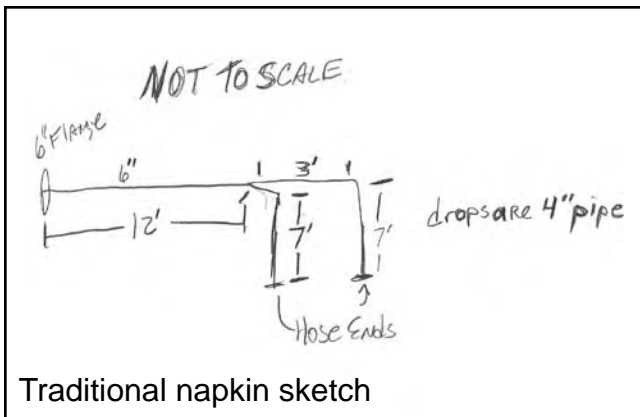 NOT TO SCALE
6" Flange
6"
3'
12'
7'
7'
drops are 4" pipe
Hose Ends
Traditional napkin sketch